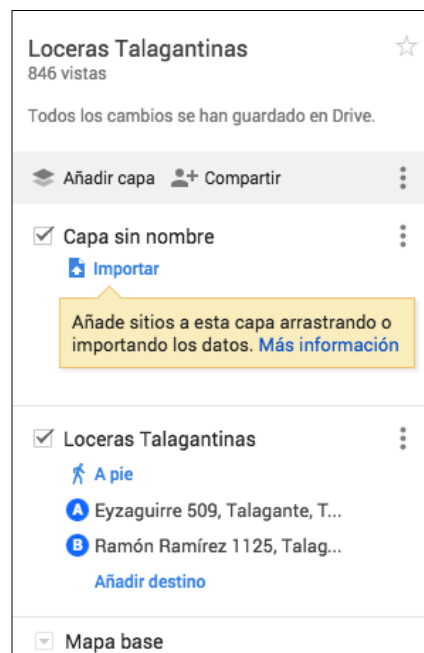 Loceras Talagantinas
846 vistas
Todos los cambios se han guardado en Drive.
Añadir capa Compartir
Capa sin nombre
Importar
Añade sitios a esta capa arrastrando o
importando los datos. Más información
Loceras Talagantinas
A pie
A Eyzaguirre 509, Talagante, T...
B Ramón Ramírez 1125, Talag...
Añadir destino
Mapa base